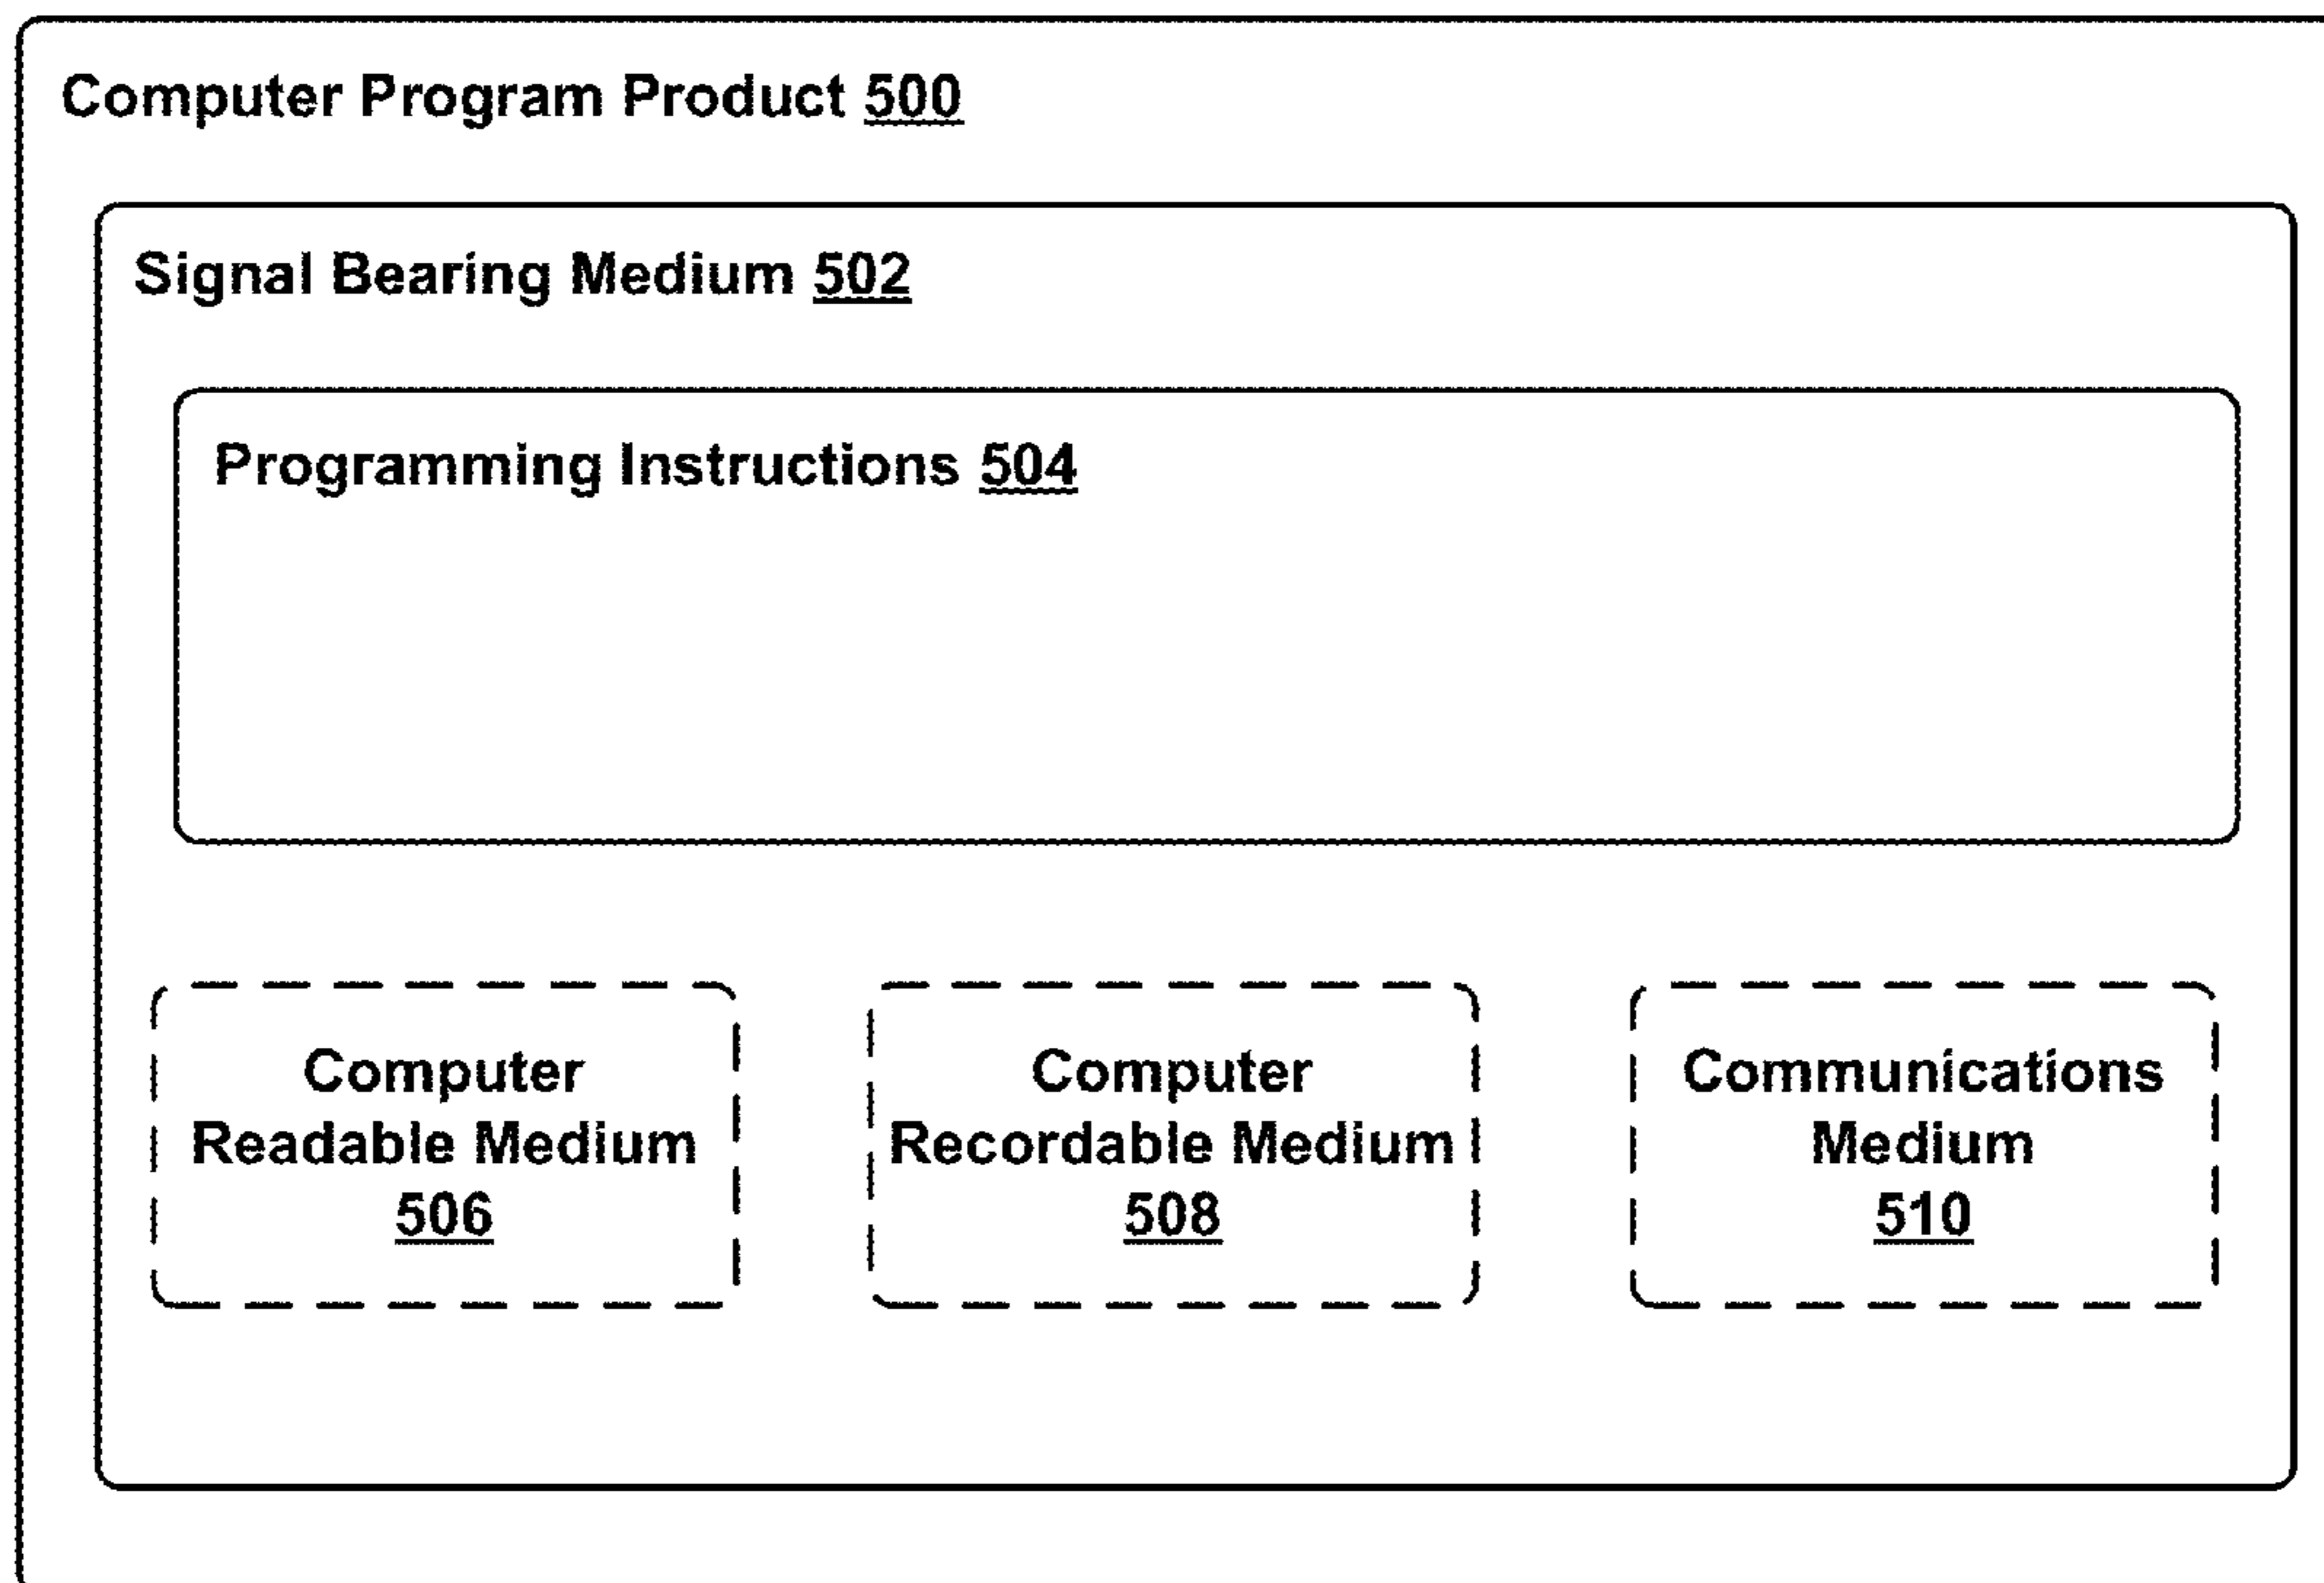 Computer Program Product 500
Signal Bearing Medium 502
Programming Instructions 504
Computer
Readable Medium
506
Computer
Recordable Medium
508
Communications
Medium
510